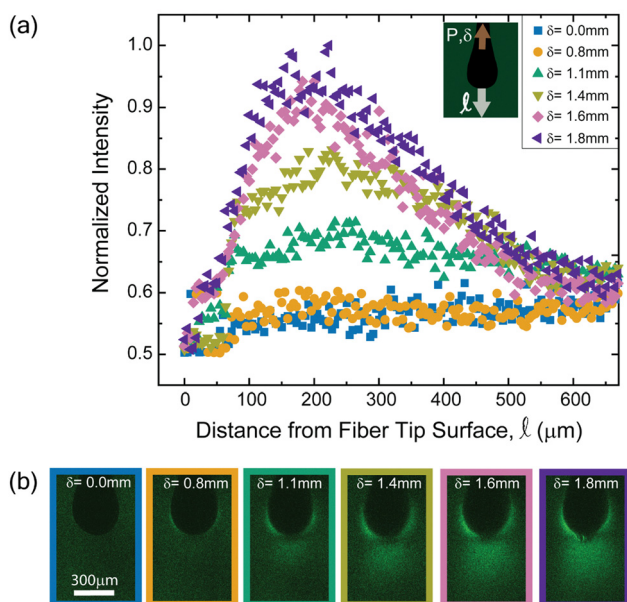 (a)
P,δ
ℓ
δ= 0.0mm
δ= 0.8mm
δ= 1.1mm
δ= 1.4mm
δ= 1.6mm
δ= 1.8mm
Normalized Intensity
1.0
0.9
0.8
0.7
0.6
0.5
0 100 200 300 400 500 600
Distance from Fiber Tip Surface, ℓ (μm)
(b)
δ= 0.0mm δ= 0.8mm δ= 1.1mm δ= 1.4mm δ= 1.6mm δ= 1.8mm
300μm